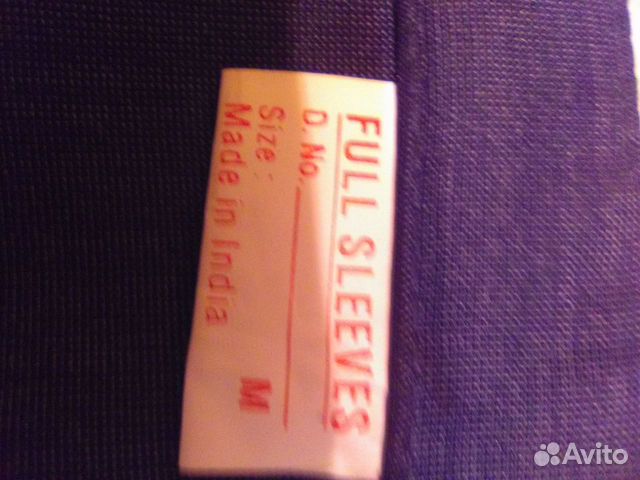 FULL SLEEVES
D. No.
Size : M
Made in India
Avito